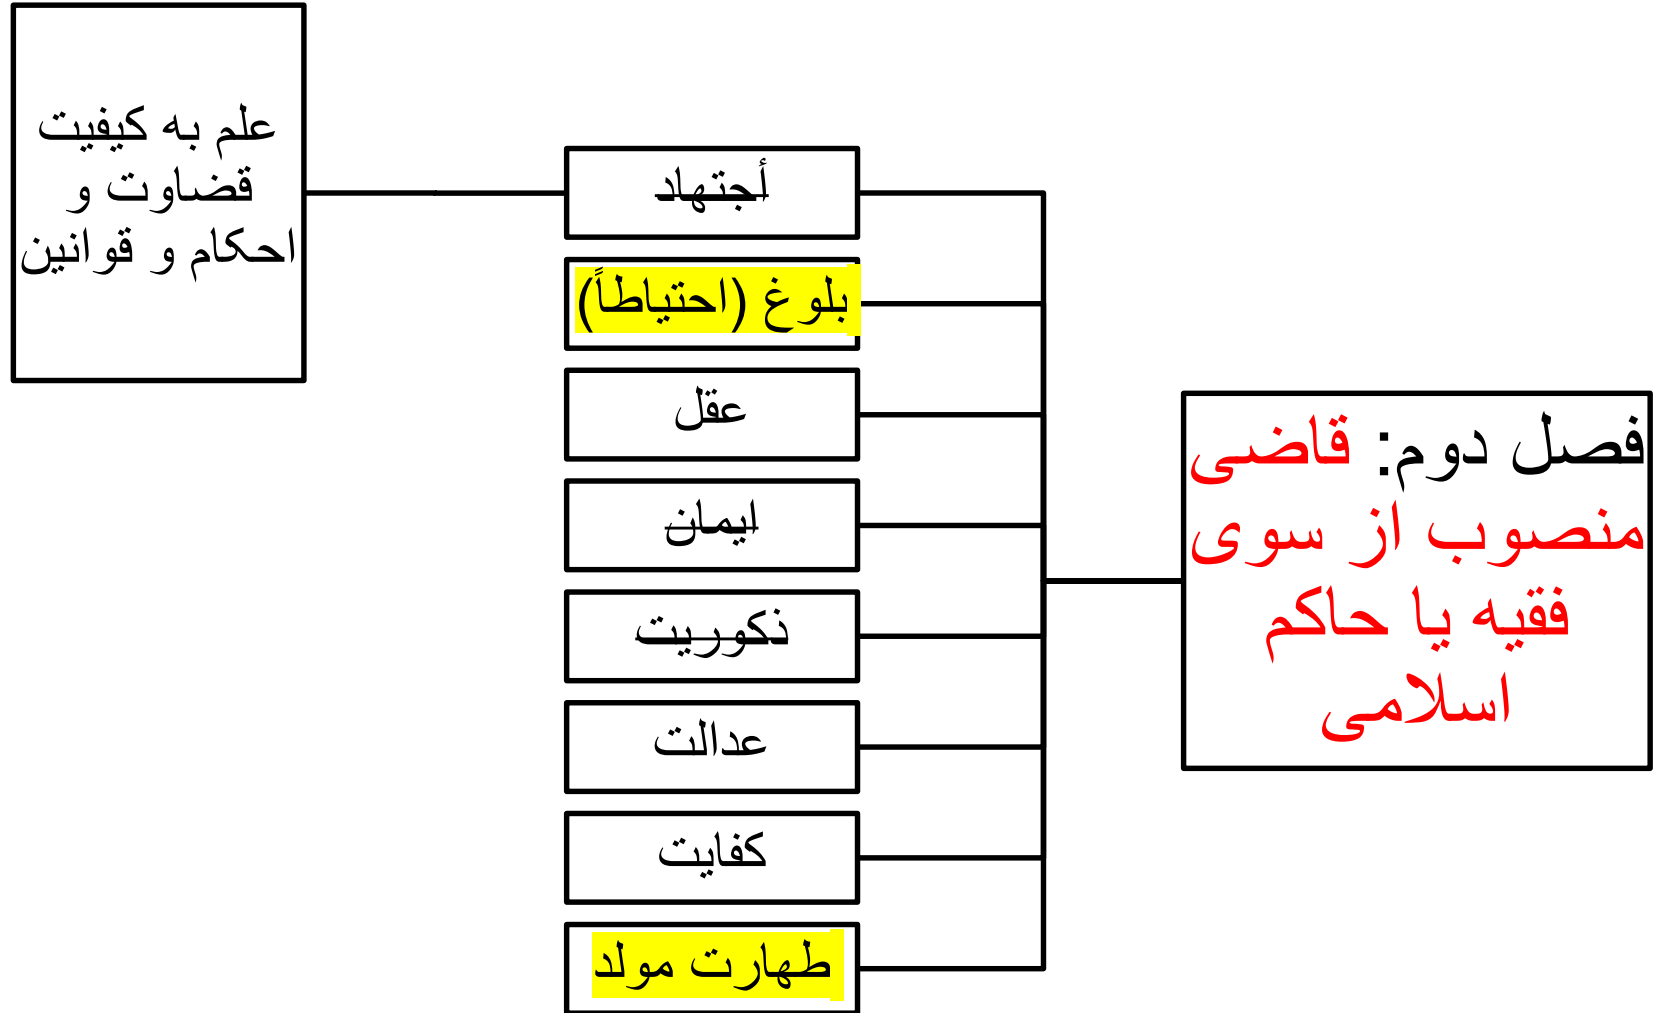 فصل دوم: قاضی
منصوب از سوی
فقیه یا حاکم
اسلامی
أجتهاد
بلوغ (احتیاطاً)
عقل
ایمان
ذکوریت
عدالت
کفایت
طهارت مولد
علم به کیفیت
قضاوت و
احکام و قوانین